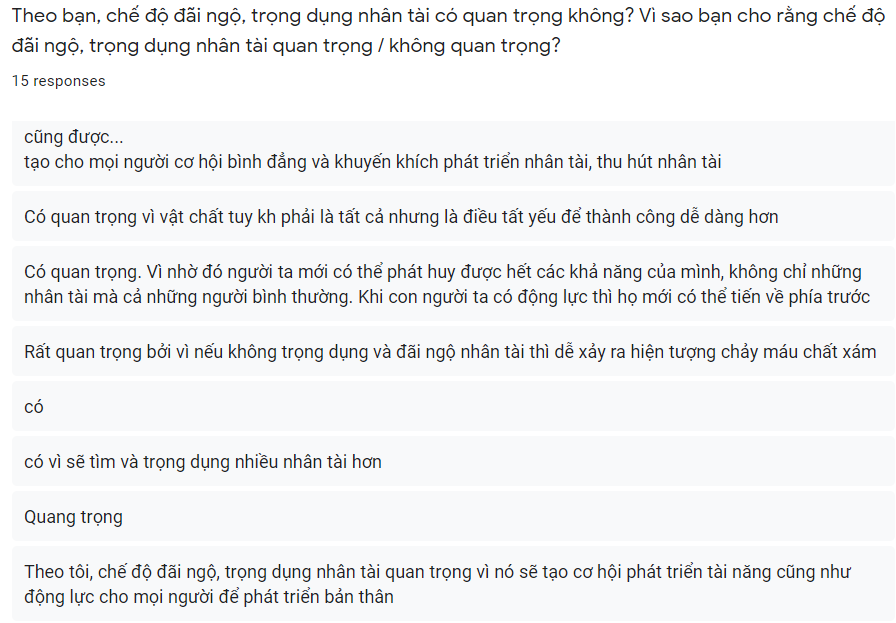 Theo bạn, chế độ đãi ngộ, trọng dụng nhân tài có quan trọng không? Vì sao bạn cho rằng chế độ
đãi ngộ, trọng dụng nhân tài quan trọng / không quan trọng?
15 responses
cũng được...
tạo cho mọi người cơ hội bình đẳng và khuyến khích phát triển nhân tài, thu hút nhân tài
Có quan trọng vì vật chất tuy kh phải là tất cả nhưng là điều tất yếu để thành công dễ dàng hơn
Có quan trọng. Vì nhờ đó người ta mới có thể phát huy được hết các khả năng của mình, không chỉ những
nhân tài mà cả những người bình thường. Khi con người ta có động lực thì họ mới có thể tiến về phía trước
Rất quan trọng bởi vì nếu không trọng dụng và đãi ngộ nhân tài thì dễ xảy ra hiện tượng chảy máu chất xám
có
có vì sẽ tìm và trọng dụng nhiều nhân tài hơn
Quang trọng
Theo tôi, chế độ đãi ngộ, trọng dụng nhân tài quan trọng vì nó sẽ tạo cơ hội phát triển tài năng cũng như
động lực cho mọi người để phát triển bản thân